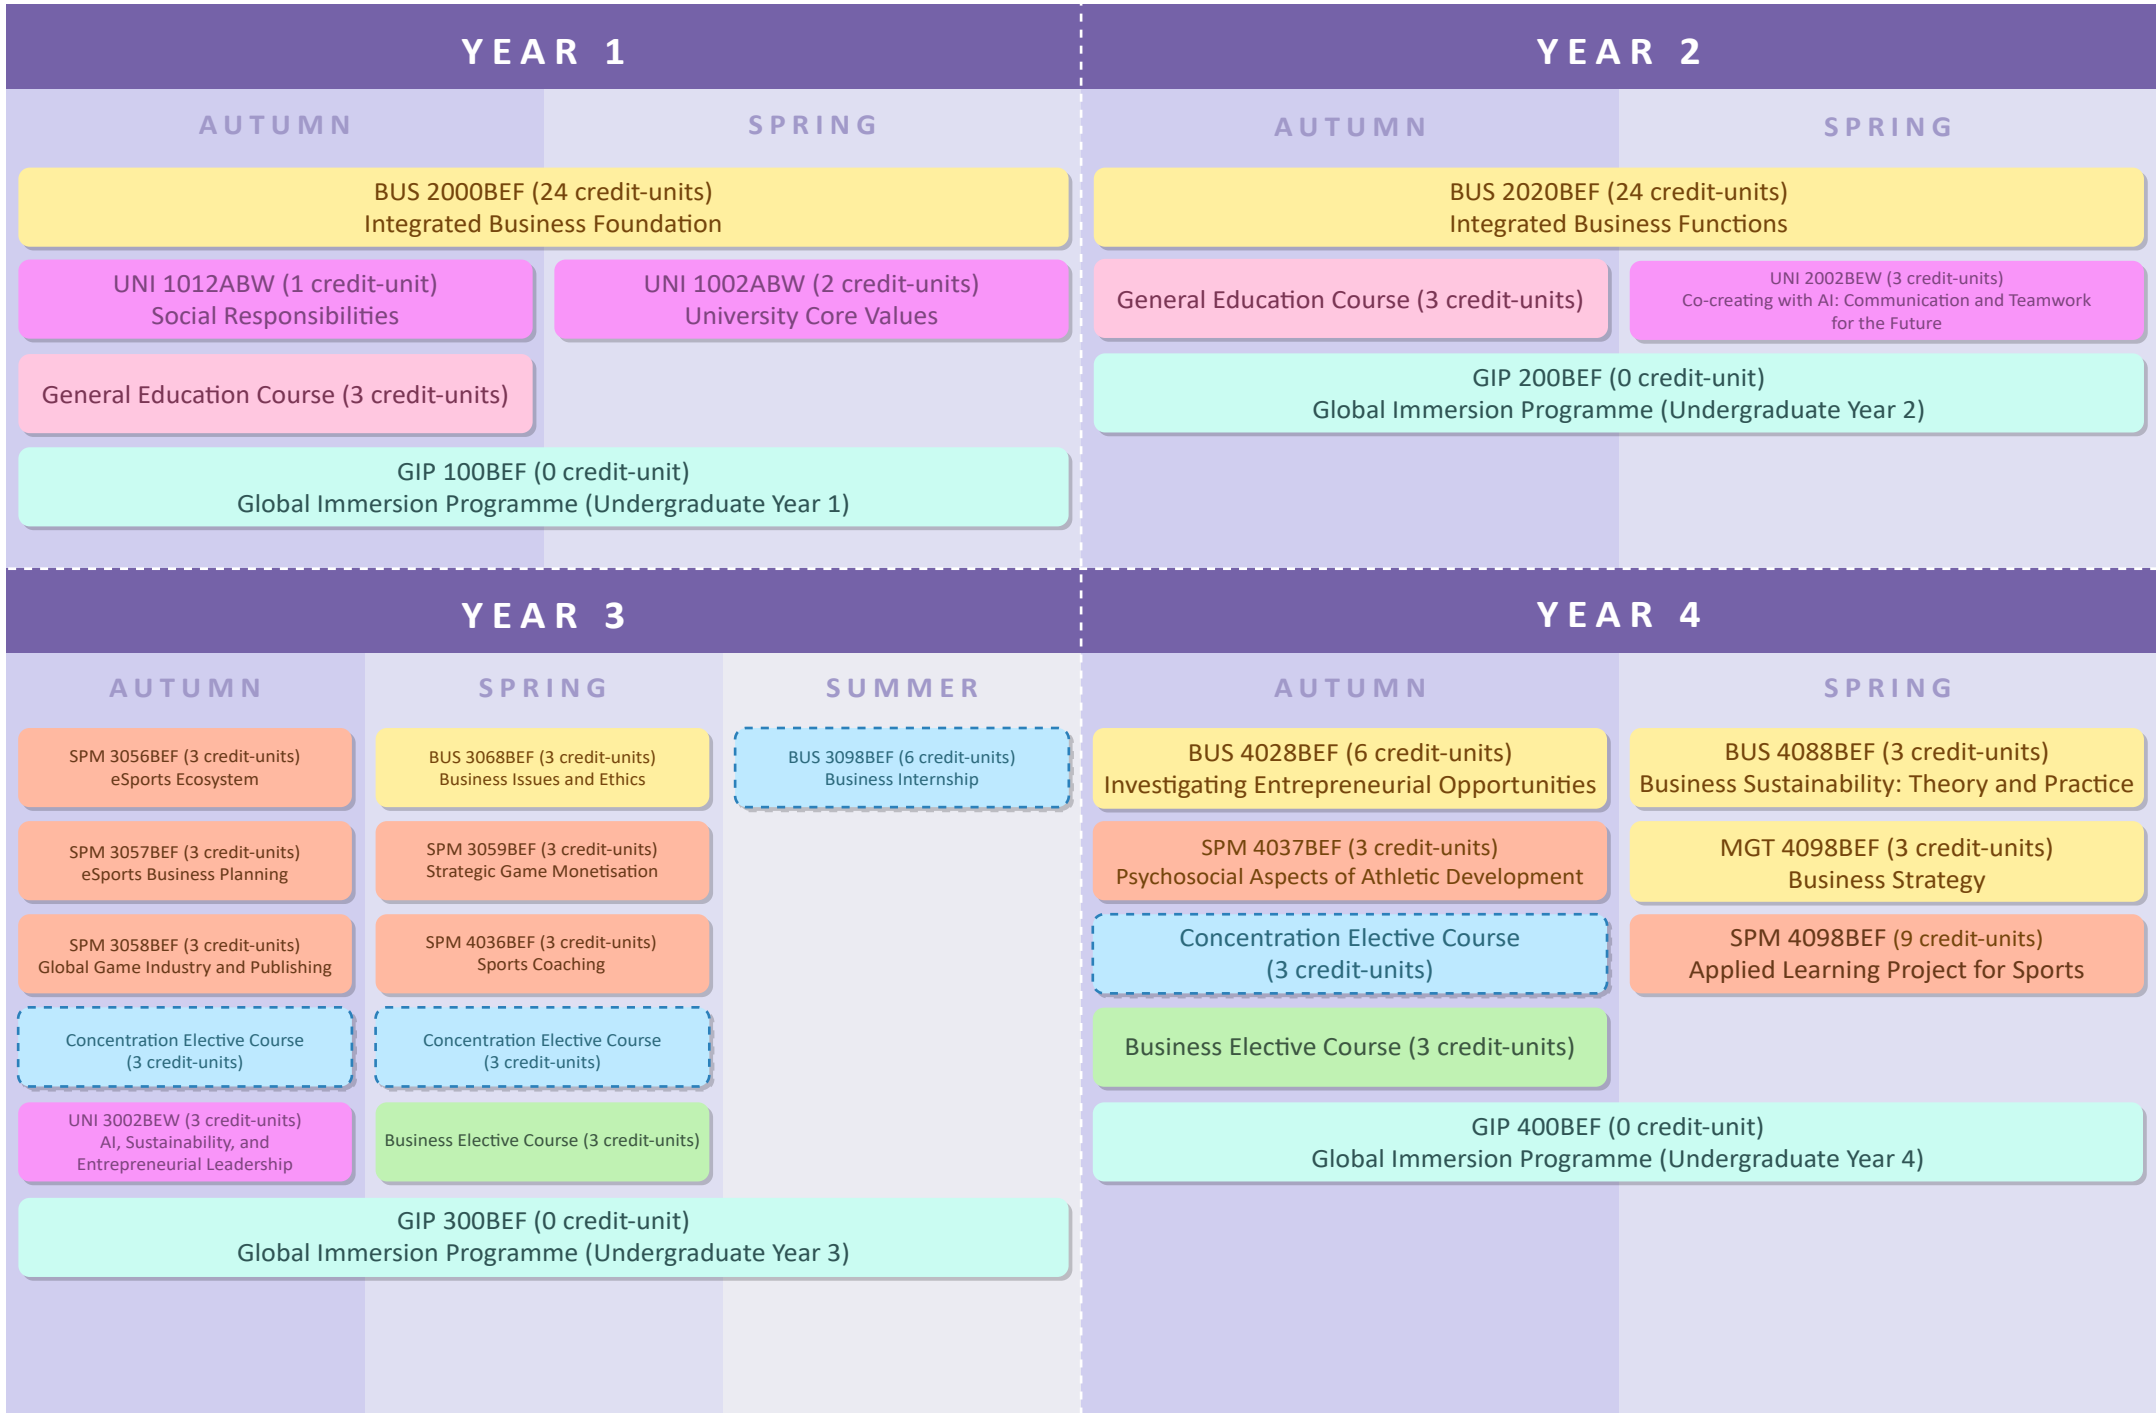 YEAR 1
AUTUMN
SPRING
BUS 2000BEF (24 credit-units)
Integrated Business Foundation
UNI 1012ABW (1 credit-unit)
Social Responsibilities
UNI 1002ABW (2 credit-units)
University Core Values
General Education Course (3 credit-units)
GIP 100BEF (0 credit-unit)
Global Immersion Programme (Undergraduate Year 1)
YEAR 2
AUTUMN
SPRING
BUS 2020BEF (24 credit-units)
Integrated Business Functions
General Education Course (3 credit-units)
UNI 2002BEW (3 credit-units)
Co-creating with AI: Communication and Teamwork
for the Future
GIP 200BEF (0 credit-unit)
Global Immersion Programme (Undergraduate Year 2)
YEAR 3
AUTUMN
SPRING
SUMMER
SPM 3056BEF (3 credit-units)
eSports Ecosystem
BUS 3068BEF (3 credit-units)
Business Issues and Ethics
BUS 3098BEF (6 credit-units)
Business Internship
SPM 3057BEF (3 credit-units)
eSports Business Planning
SPM 3059BEF (3 credit-units)
Strategic Game Monetisation
SPM 3058BEF (3 credit-units)
Global Game Industry and Publishing
SPM 4036BEF (3 credit-units)
Sports Coaching
Concentration Elective Course
(3 credit-units)
Concentration Elective Course
(3 credit-units)
UNI 3002BEW (3 credit-units)
AI, Sustainability, and
Entrepreneurial Leadership
Business Elective Course (3 credit-units)
GIP 300BEF (0 credit-unit)
Global Immersion Programme (Undergraduate Year 3)
YEAR 4
AUTUMN
SPRING
BUS 4028BEF (6 credit-units)
Investigating Entrepreneurial Opportunities
BUS 4088BEF (3 credit-units)
Business Sustainability: Theory and Practice
SPM 4037BEF (3 credit-units)
Psychosocial Aspects of Athletic Development
MGT 4098BEF (3 credit-units)
Business Strategy
Concentration Elective Course
(3 credit-units)
SPM 4098BEF (9 credit-units)
Applied Learning Project for Sports
Business Elective Course (3 credit-units)
GIP 400BEF (0 credit-unit)
Global Immersion Programme (Undergraduate Year 4)